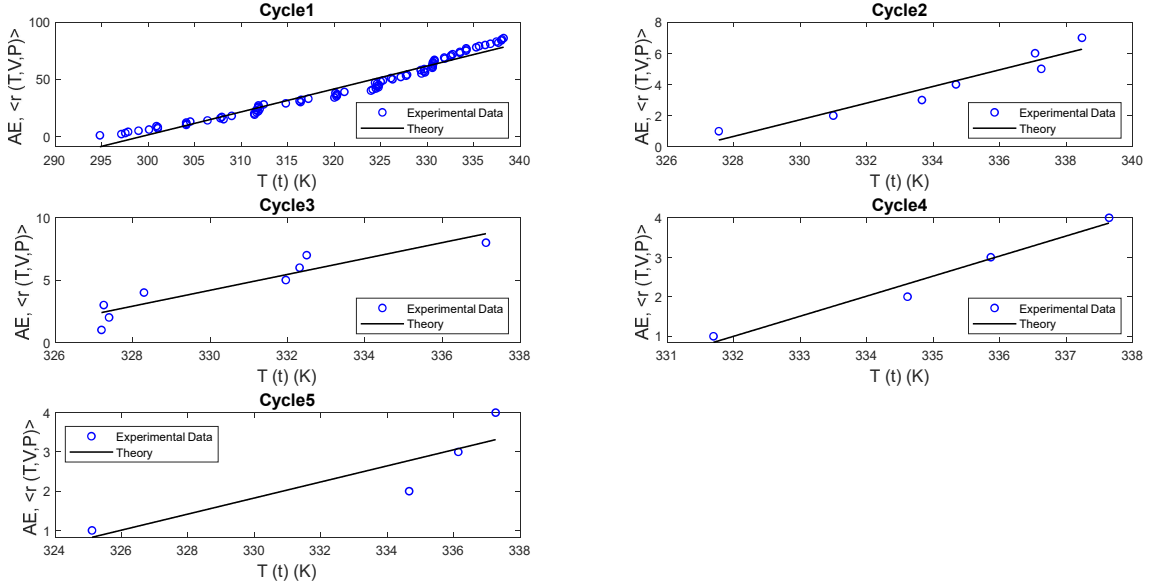 Cycle1
AE, <r (T,V,P)>
100
50
0
290
295
300
305
310
315
320
325
330
335
340
T (t) (K)
Experimental Data
Theory
Cycle2
AE, <r (T,V,P)>
8
6
4
2
0
326
328
330
332
334
336
338
340
T (t) (K)
Experimental Data
Theory
Cycle3
AE, <r (T,V,P)>
10
5
0
326
328
330
332
334
336
338
T (t) (K)
Experimental Data
Theory
Cycle4
AE, <r (T,V,P)>
4
3
2
1
331
332
333
334
335
336
337
338
T (t) (K)
Experimental Data
Theory
Cycle5
AE, <r (T,V,P)>
4
3
2
1
324
326
328
330
332
334
336
338
T (t) (K)
Experimental Data
Theory